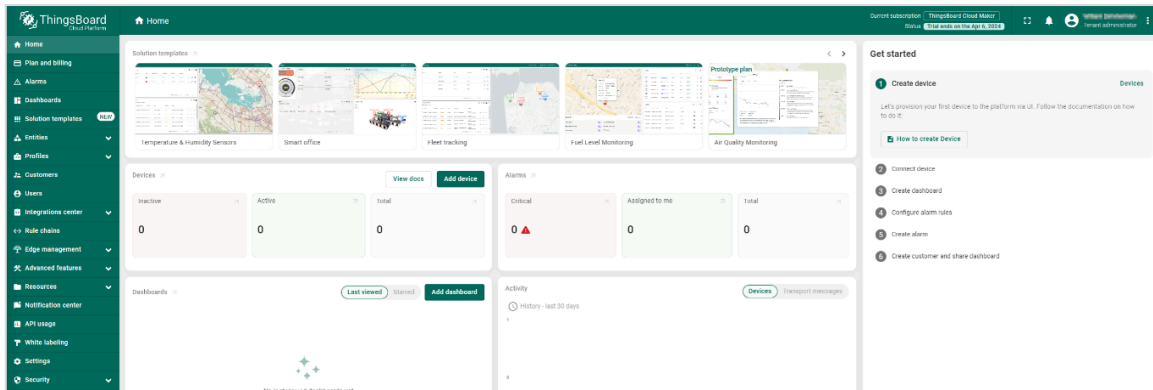 ThingsBoard
Cloud Platform
Home
Current subscription ThingsBoard Cloud Maker
Status Trial ends on the Apr 6, 2024
Tenant administrator
Home
Plan and billing
Alarms
Dashboards
Solution templates NEW
Entities
Profiles
Customers
Users
Integrations center
Rule chains
Edge management
Advanced features
Resources
Notification center
API usage
White labeling
Settings
Security
Solution templates
Prototype plan
Temperature & Humidity Sensors
Smart office
Fleet tracking
Fuel Level Monitoring
Air Quality Monitoring
Devices
View docs
Add device
Inactive
0
Active
0
Total
0
Alarms
Critical
0
Assigned to me
0
Total
0
Dashboards
Last viewed
Starred
Add dashboard
Activity
Devices
Transport messages
History - last 30 days
Get started
1 Create device
Devices
Let's provision your first device to the platform via UI. Follow the documentation on how
to do it:
How to create Device
2 Connect device
3 Create dashboard
4 Configure alarm rules
5 Create alarm
6 Create customer and share dashboard